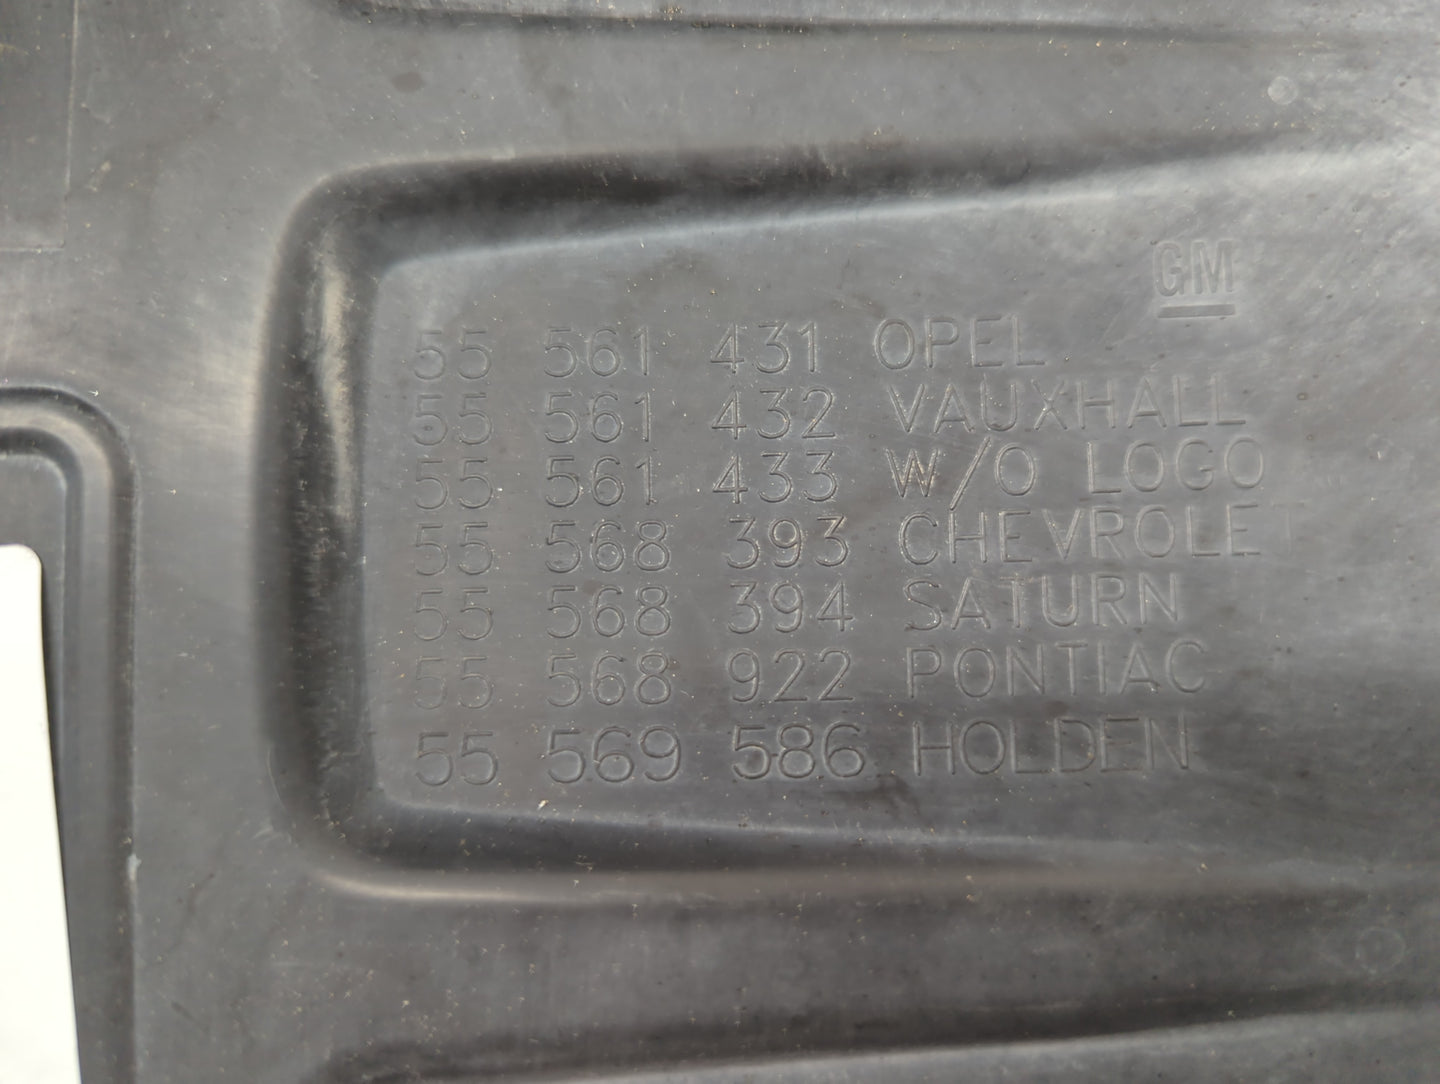 GM
55 561 431 OPEL
55 561 432 VAUXHALL
55 561 433 W/O LOGO
55 568 393 CHEVROLET
55 568 394 SATURN
55 568 922 PONTIAC
55 569 586 HOLDEN